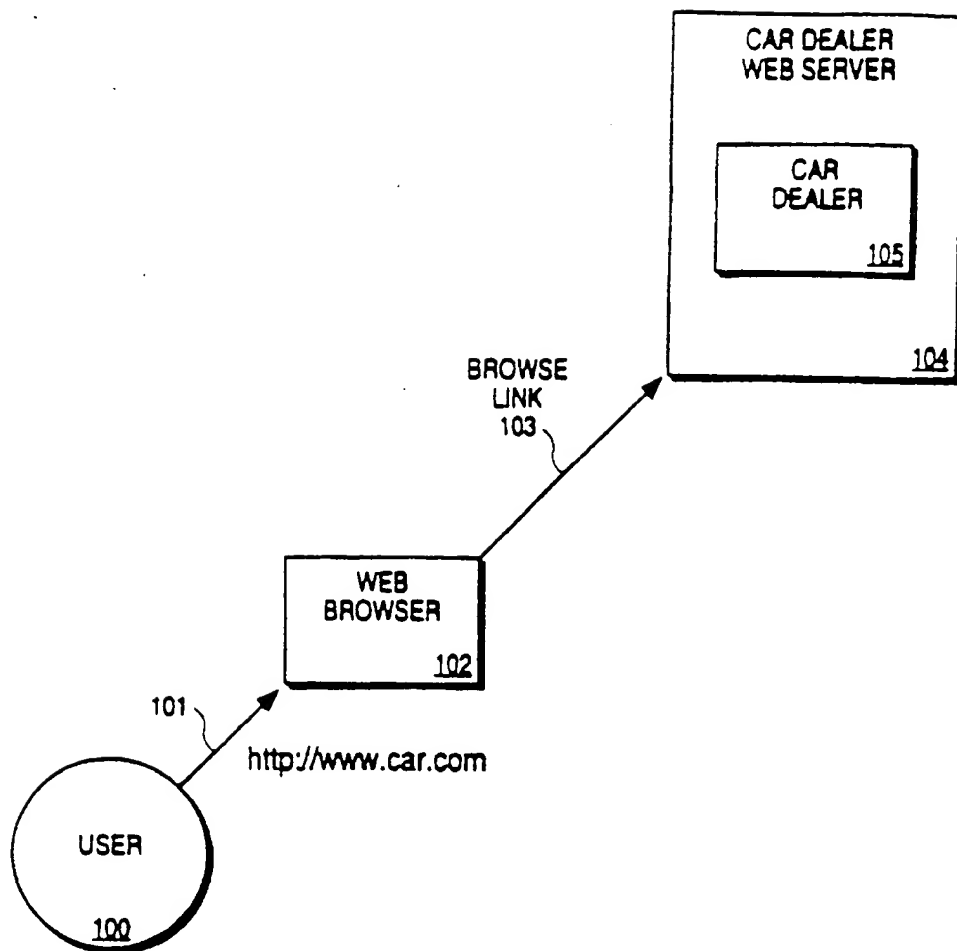 CAR DEALER
WEB SERVER
CAR
DEALER
105
104
BROWSE
LINK
103
WEB
BROWSER
102
101
http://www.car.com
USER
100